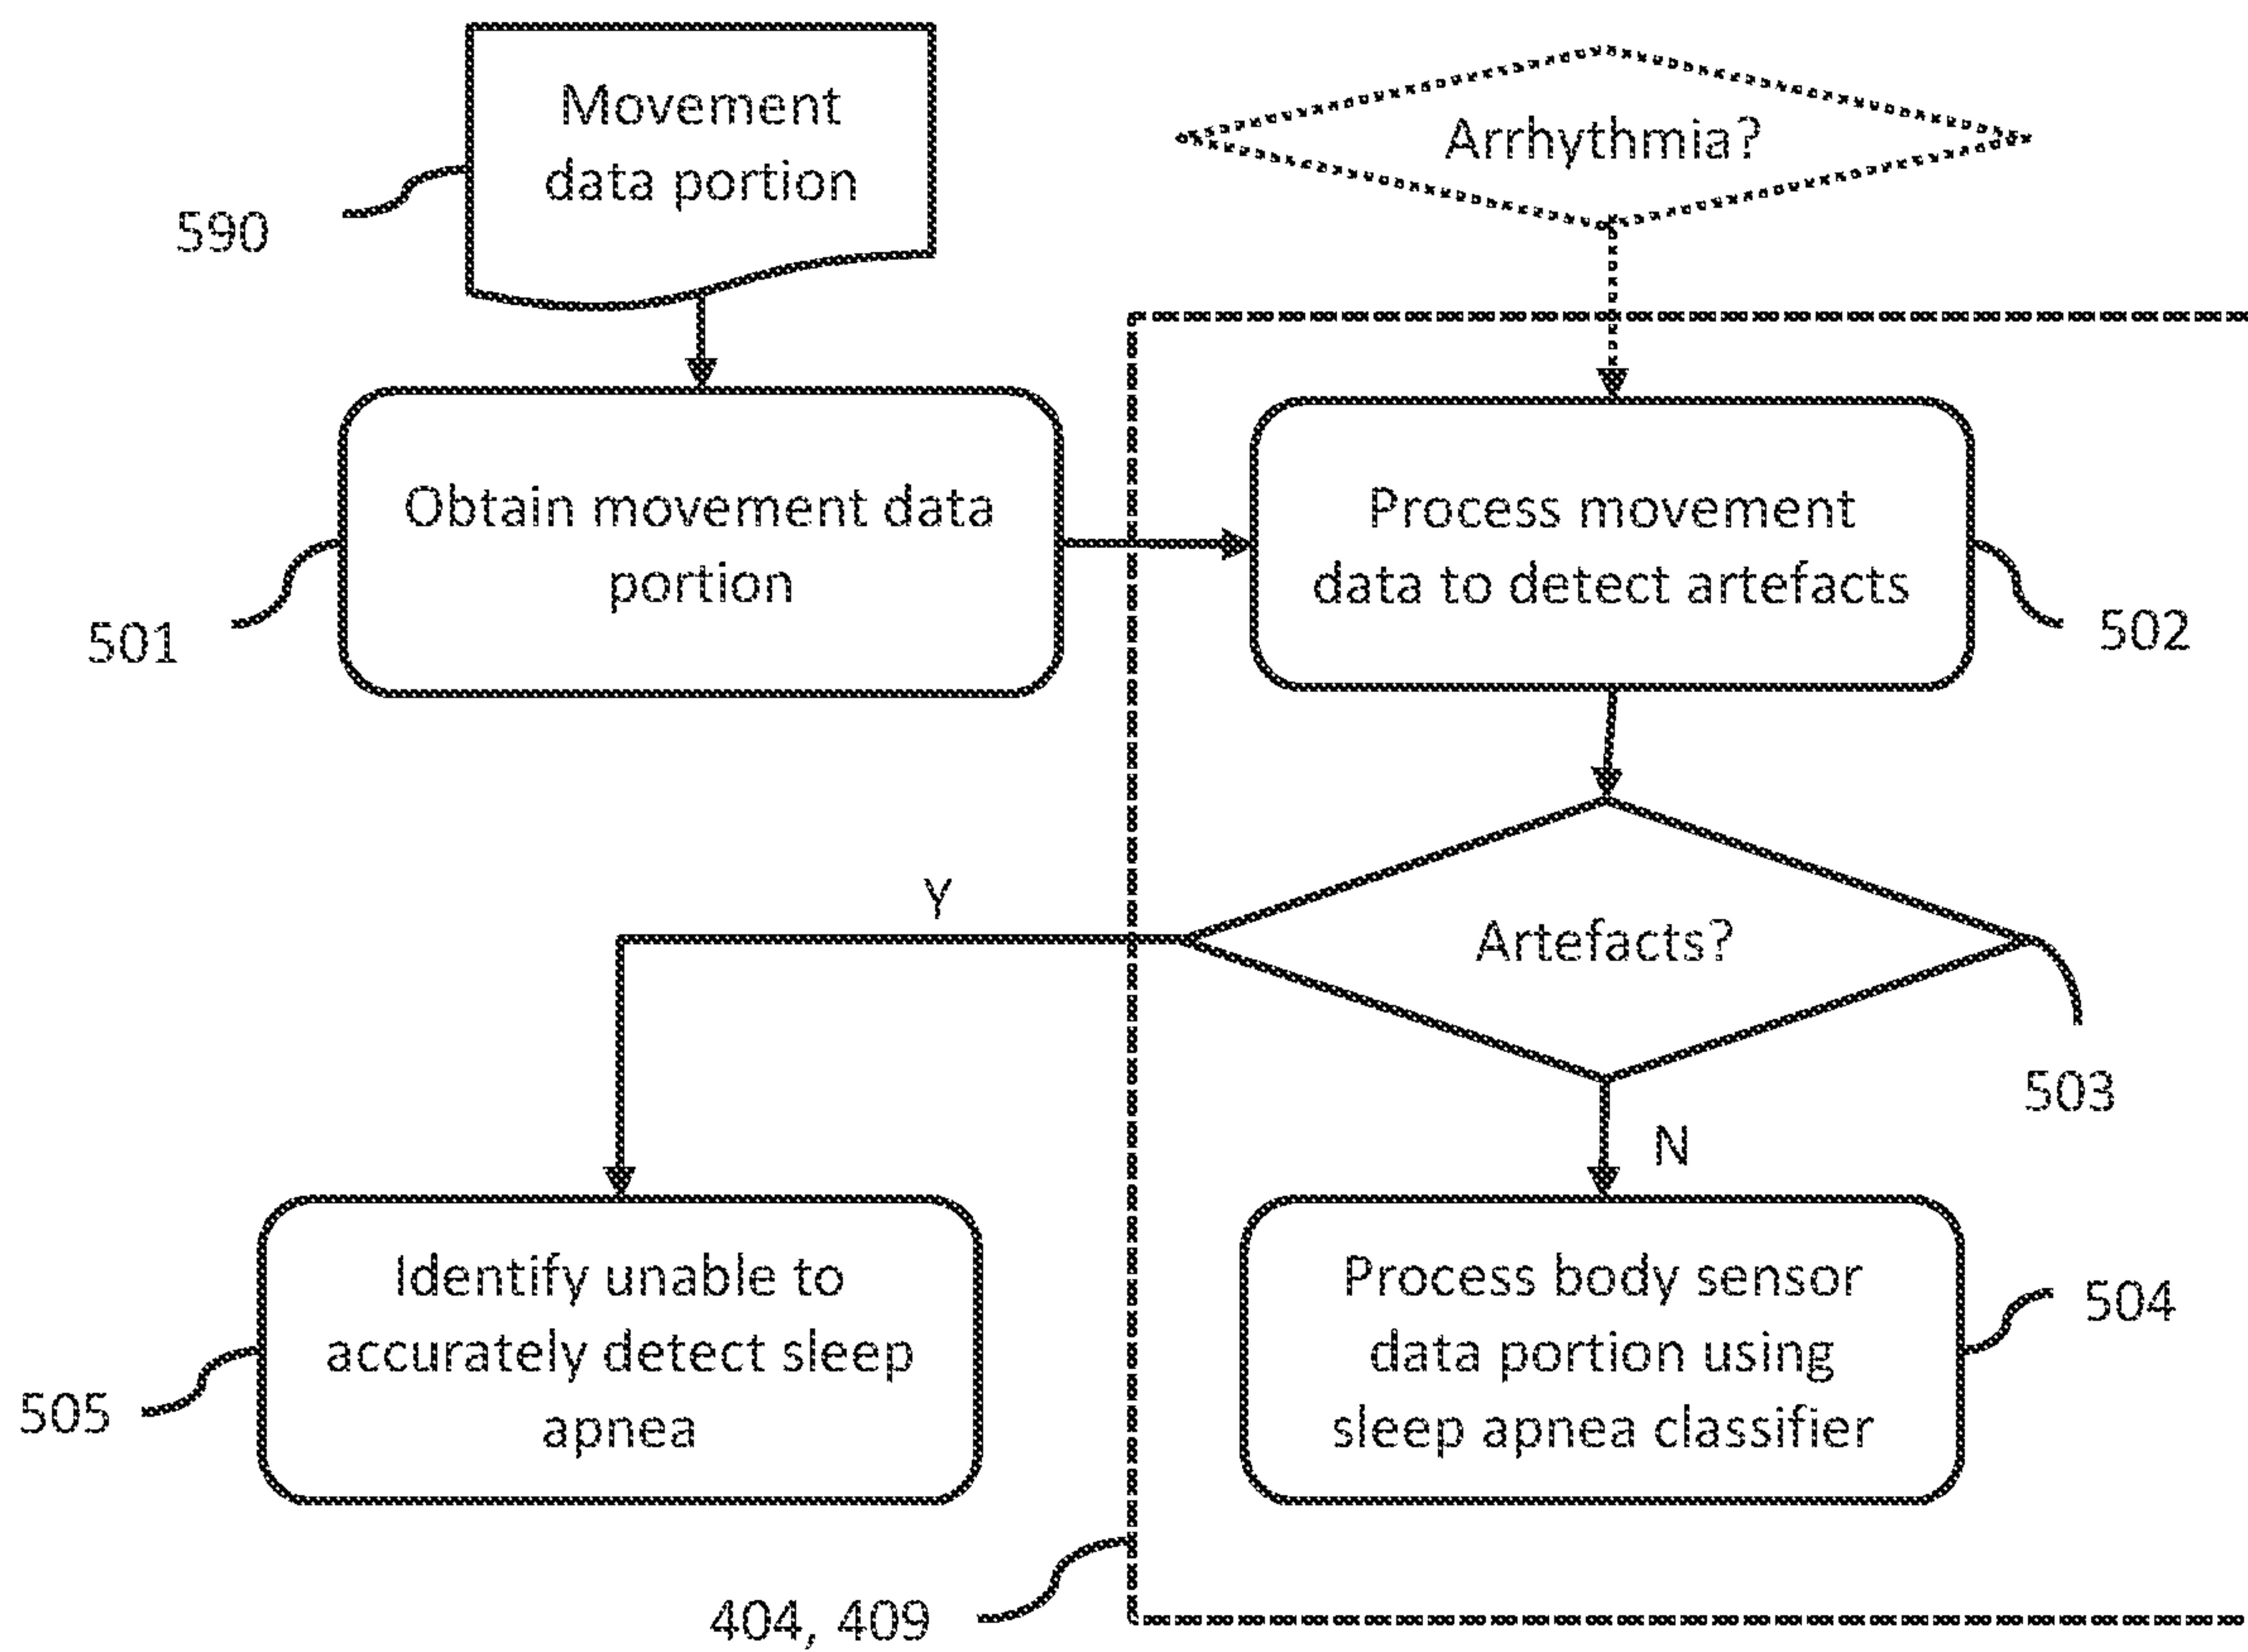 Movement
data portion
590
Arrhythmia?
Obtain movement data
portion
501
Process movement
data to detect artefacts
502
Y
Artefacts?
503
N
Identify unable to
accurately detect sleep
apnea
505
Process body sensor
data portion using
sleep apnea classifier
504
404, 409